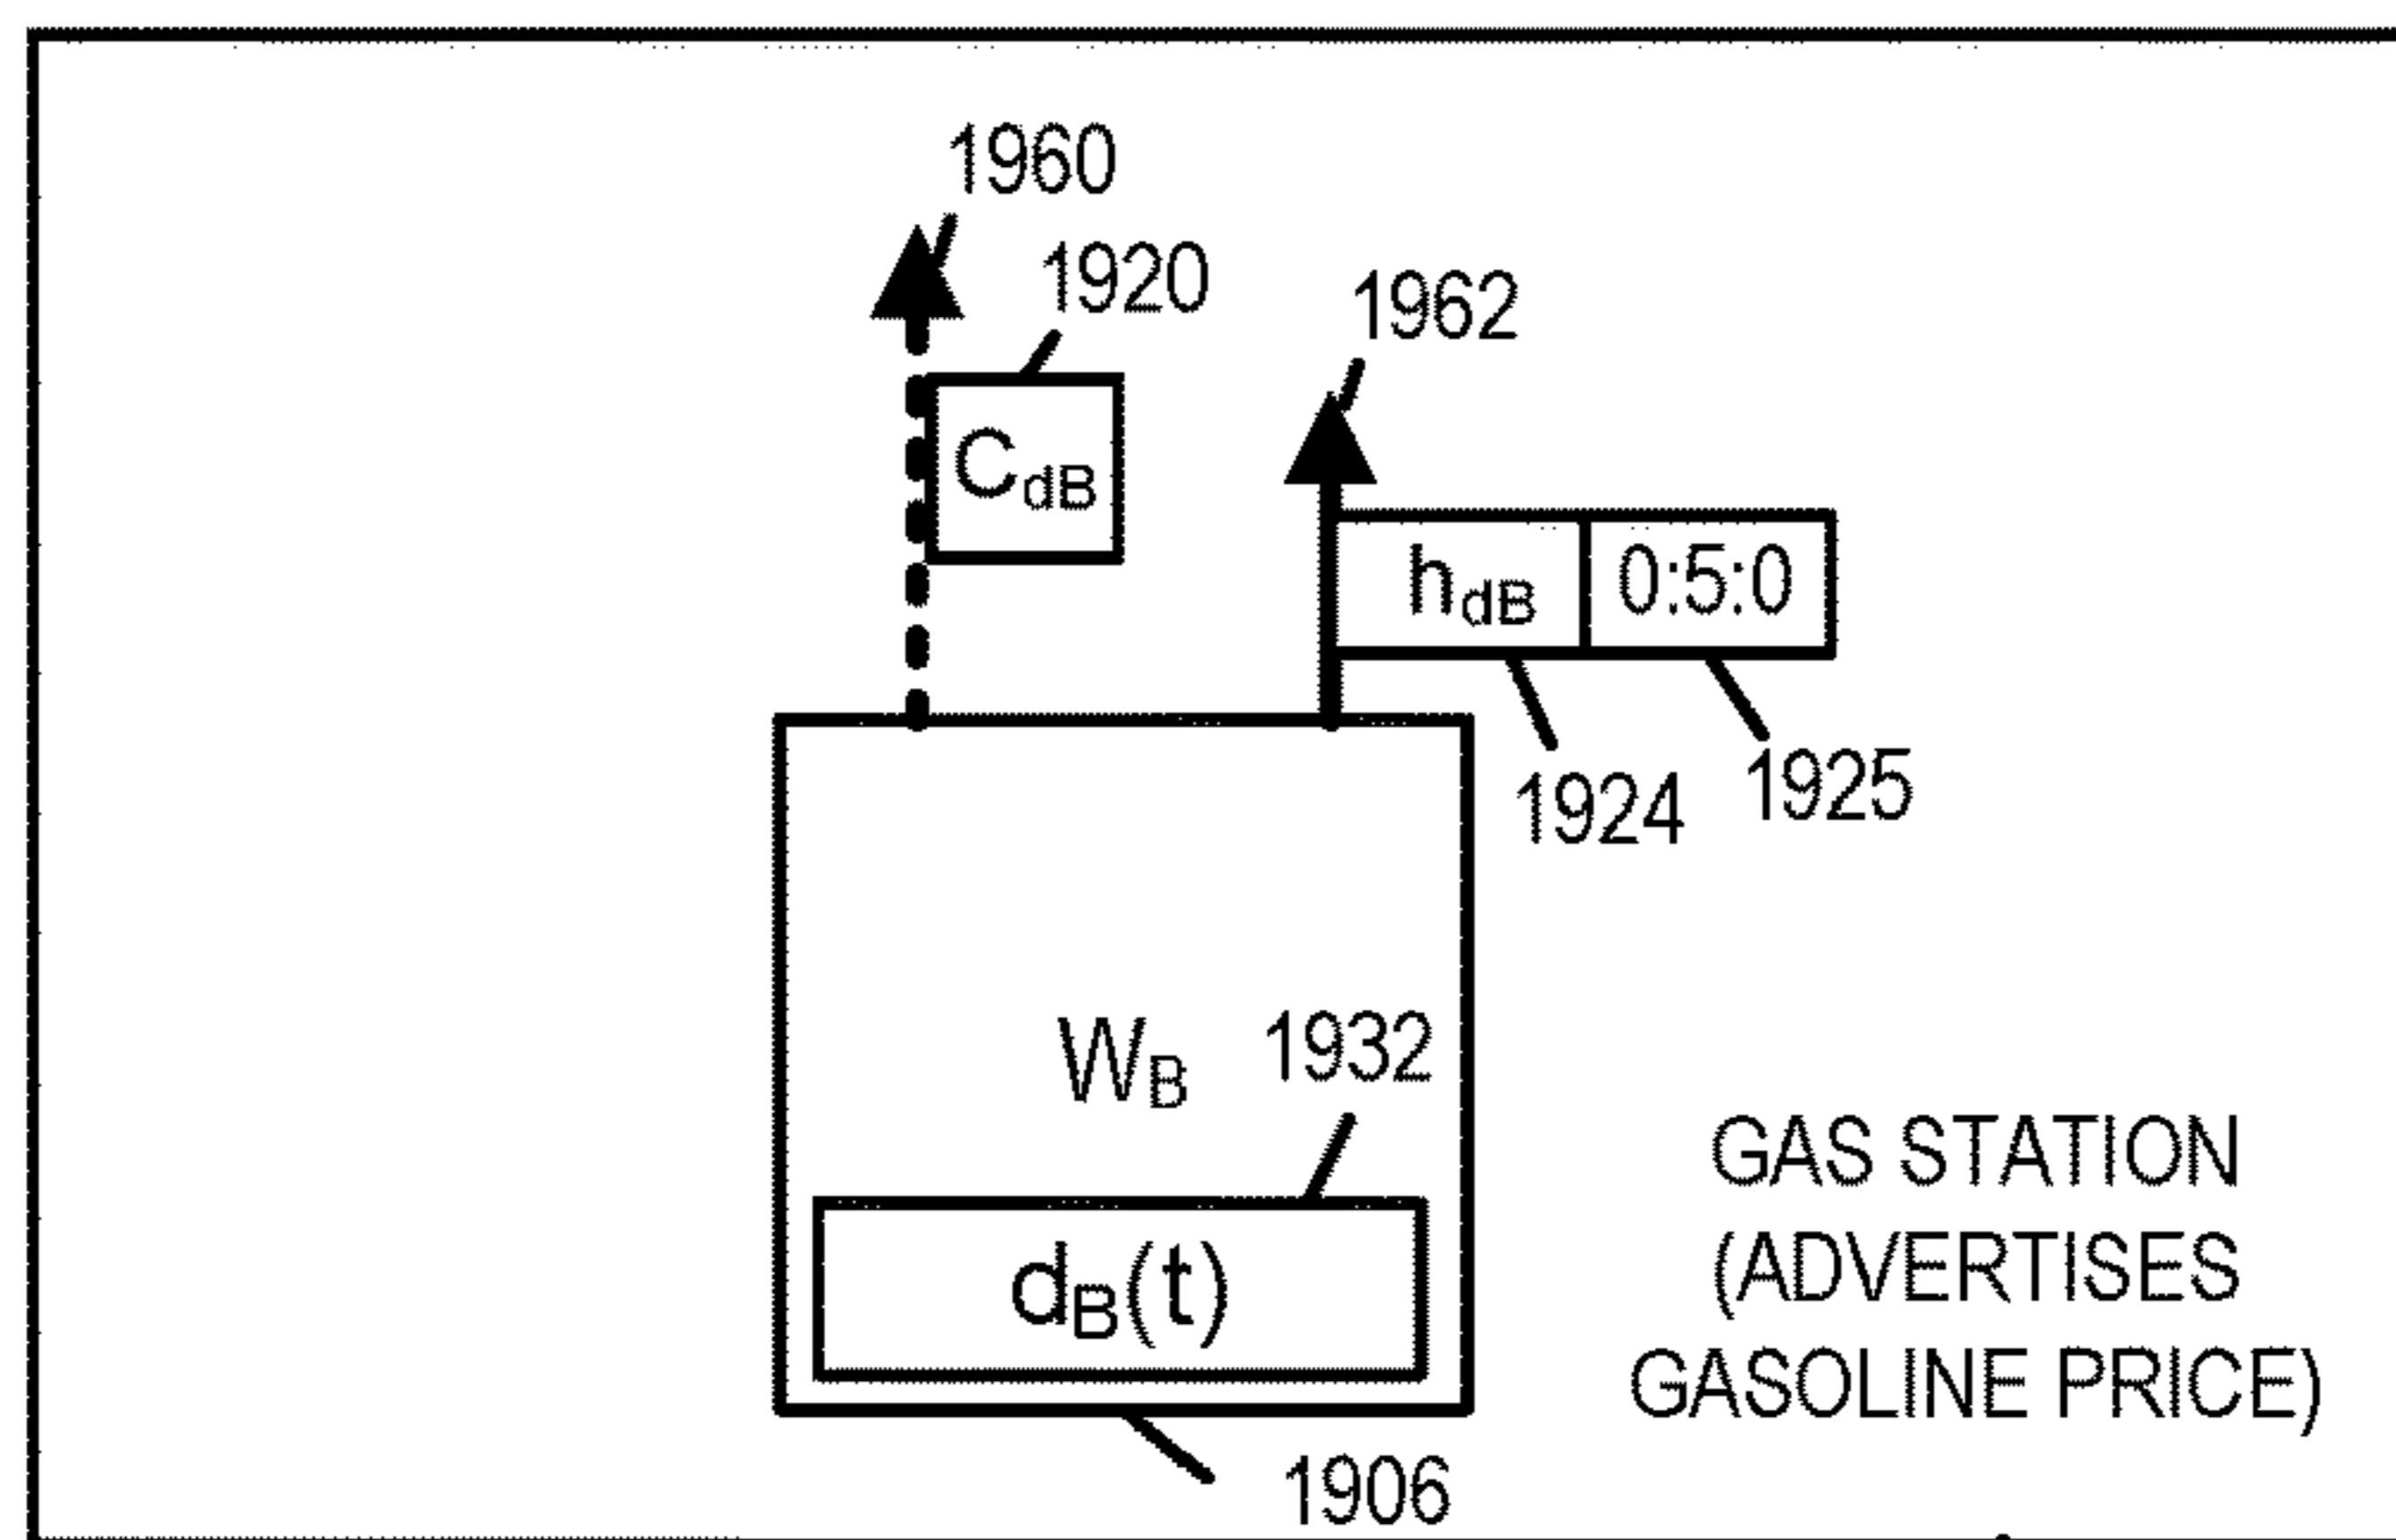 1960
1920
1962
CdB
hdB 0:5:0
1924 1925
WB 1932
GAS STATION
(ADVERTISES
GASOLINE PRICE)
dB(t)
1906